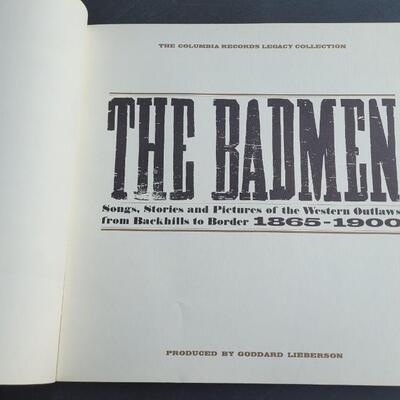 THE COLUMBIA RECORDS LEGACY COLLECTION
THE BADMEN
Songs, Stories and Pictures of the Western Outlaws
from Backhills to Border 1865-1900
PRODUCED BY GODDARD LIEBERSON